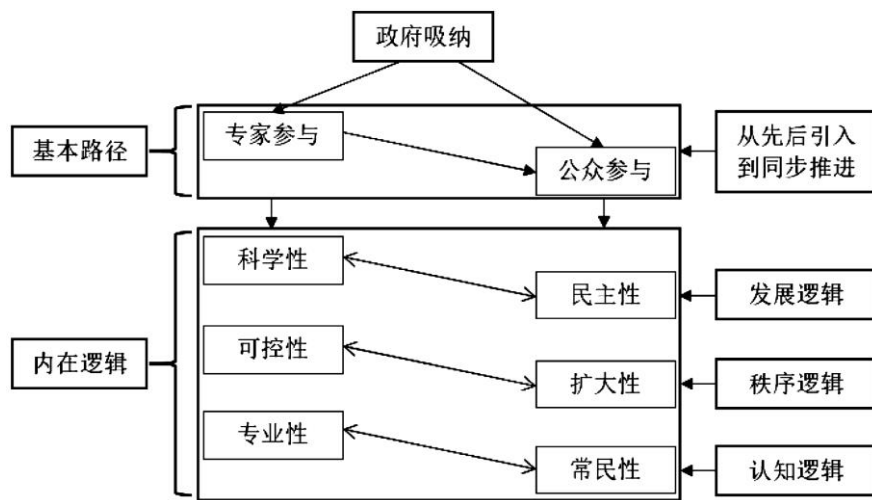 政府吸纳
基本路径
专家参与
公众参与
从先后引入
到同步推进
内在逻辑
科学性
民主性
发展逻辑
可控性
扩大性
秩序逻辑
专业性
常民性
认知逻辑